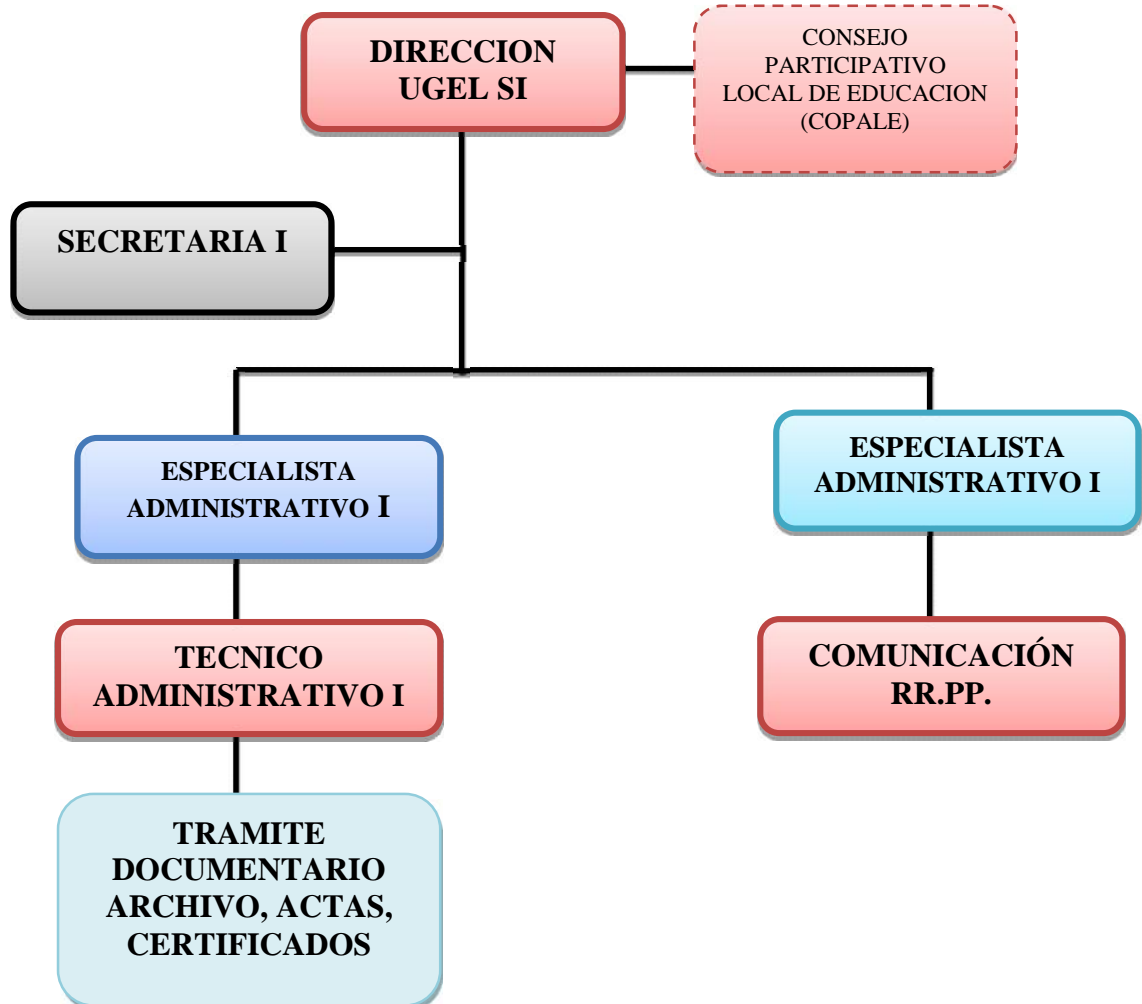 DIRECCION
UGEL SI
CONSEJO
PARTICIPATIVO
LOCAL DE EDUCACION
(COPALE)
SECRETARIA I
ESPECIALISTA
ADMINISTRATIVO I
ESPECIALISTA
ADMINISTRATIVO I
TECNICO
ADMINISTRATIVO I
COMUNICACIÓN
RR.PP.
TRAMITE
DOCUMENTARIO
ARCHIVO, ACTAS,
CERTIFICADOS